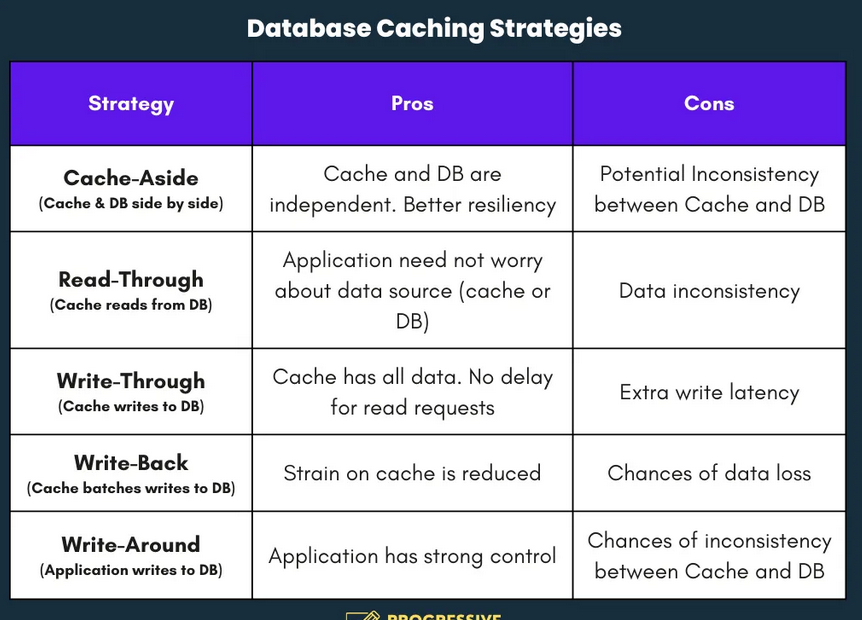 Database Caching Strategies
Strategy
Pros
Cons
Cache-Aside
(Cache & DB side by side)
Cache and DB are
independent. Better resiliency
Potential Inconsistency
between Cache and DB
Read-Through
(Cache reads from DB)
Application need not worry
about data source (cache or
DB)
Data inconsistency
Write-Through
(Cache writes to DB)
Cache has all data. No delay
for read requests
Extra write latency
Write-Back
(Cache batches writes to DB)
Strain on cache is reduced
Chances of data loss
Write-Around
(Application writes to DB)
Application has strong control
Chances of inconsistency
between Cache and DB
PROGRESSIVE